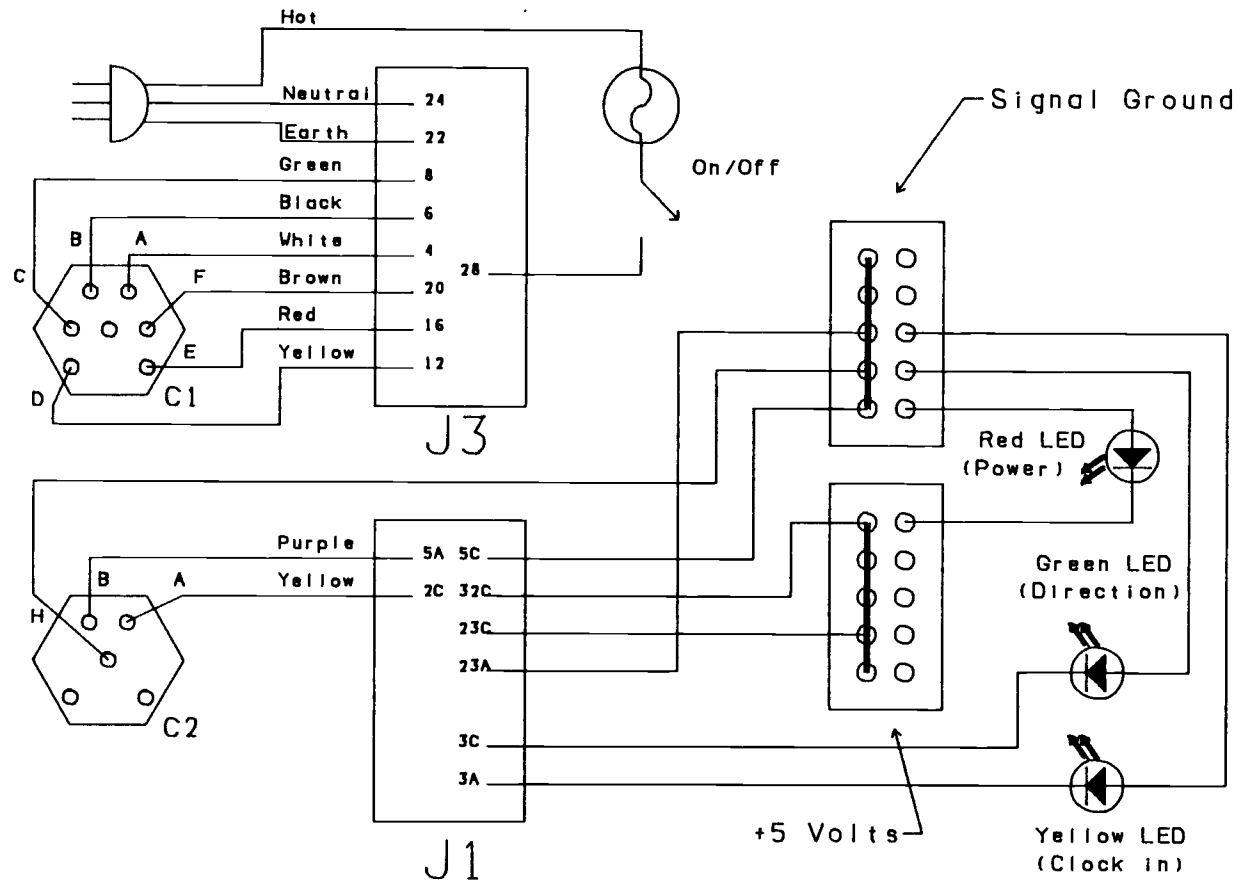 Hot
Neutral 24
Earth 22
Green 8
Black 6
White 4
28
Brown 20
Red 16
Yellow 12
B A
C F
E
D C1
J3
On/Off
Signal Ground
Red LED
(Power)
Purple 5A 5C
Yellow 2C 32C
23C
23A
3C
3A
B A
H
C2
J1
Green LED
(Direction)
+5 Volts
Yellow LED
(Clock in)